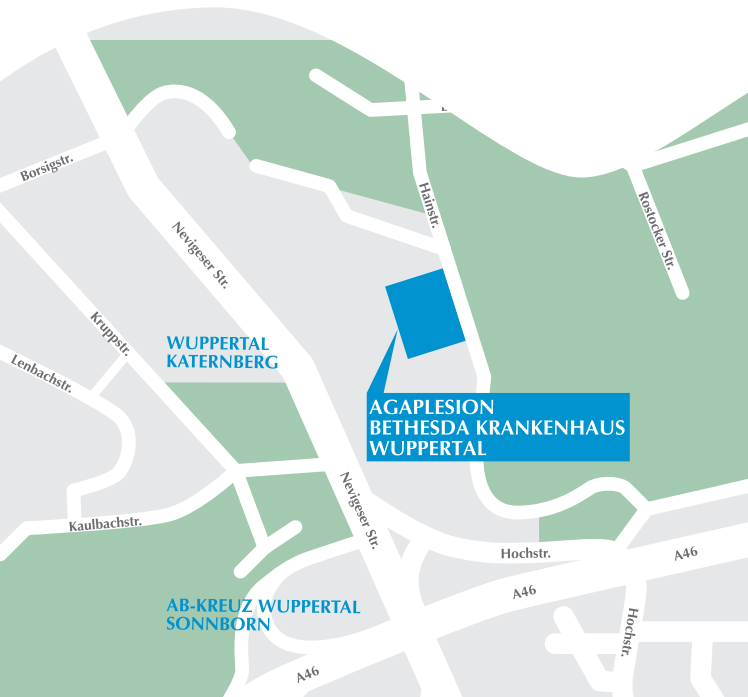 Borsigstr.
Hainstr.
Rostocker Str.
Nevigeser Str.
Kruppstr.
WUPPERTAL
KATERNBERG
Lenbachstr.
AGAPLESION
BETHESDA KRANKENHAUS
WUPPERTAL
Nevigeser Str.
Kaulbachstr.
Hochstr.
A46
A46
AB-KREUZ WUPPERTAL
SONNBORN
Hochstr.
A46